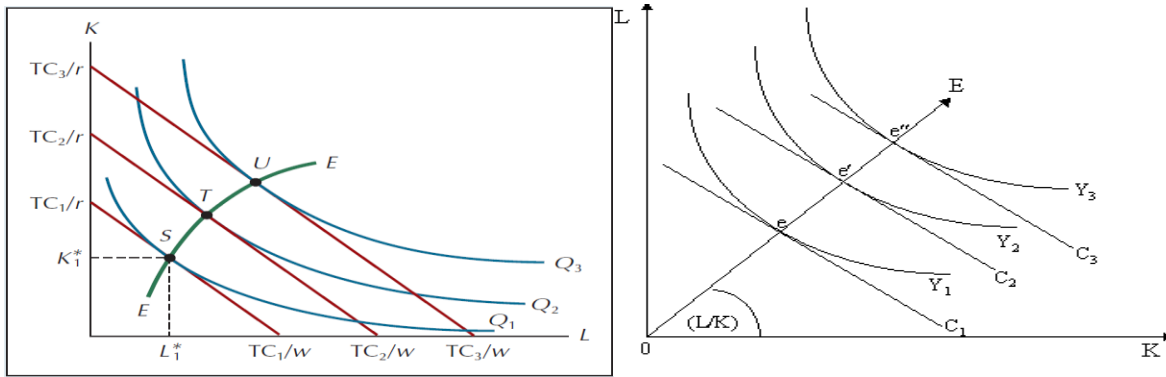 K
TC3/r
TC2/r
TC1/r
K1*
E
U
T
S
E
Q3
Q2
Q1
L
L1*
TC1/w
TC2/w
TC3/w
L
E
e″
e′
e
Y3
Y2
Y1
C3
C2
C1
(L/K)
0
K